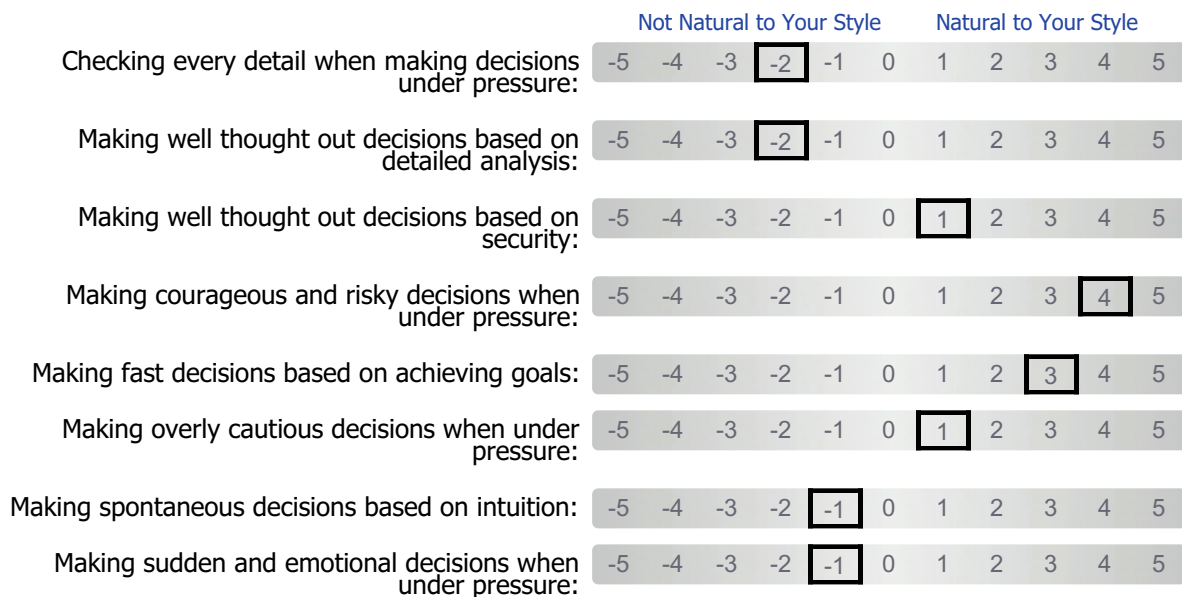 Not Natural to Your Style Natural to Your Style
Checking every detail when making decisions
under pressure:
-5 -4 -3 -2 -1 0 1 2 3 4 5
Making well thought out decisions based on
detailed analysis:
-5 -4 -3 -2 -1 0 1 2 3 4 5
Making well thought out decisions based on
security:
-5 -4 -3 -2 -1 0 1 2 3 4 5
Making courageous and risky decisions when
under pressure:
-5 -4 -3 -2 -1 0 1 2 3 4 5
Making fast decisions based on achieving goals:
-5 -4 -3 -2 -1 0 1 2 3 4 5
Making overly cautious decisions when under
pressure:
-5 -4 -3 -2 -1 0 1 2 3 4 5
Making spontaneous decisions based on intuition:
-5 -4 -3 -2 -1 0 1 2 3 4 5
Making sudden and emotional decisions when
under pressure:
-5 -4 -3 -2 -1 0 1 2 3 4 5